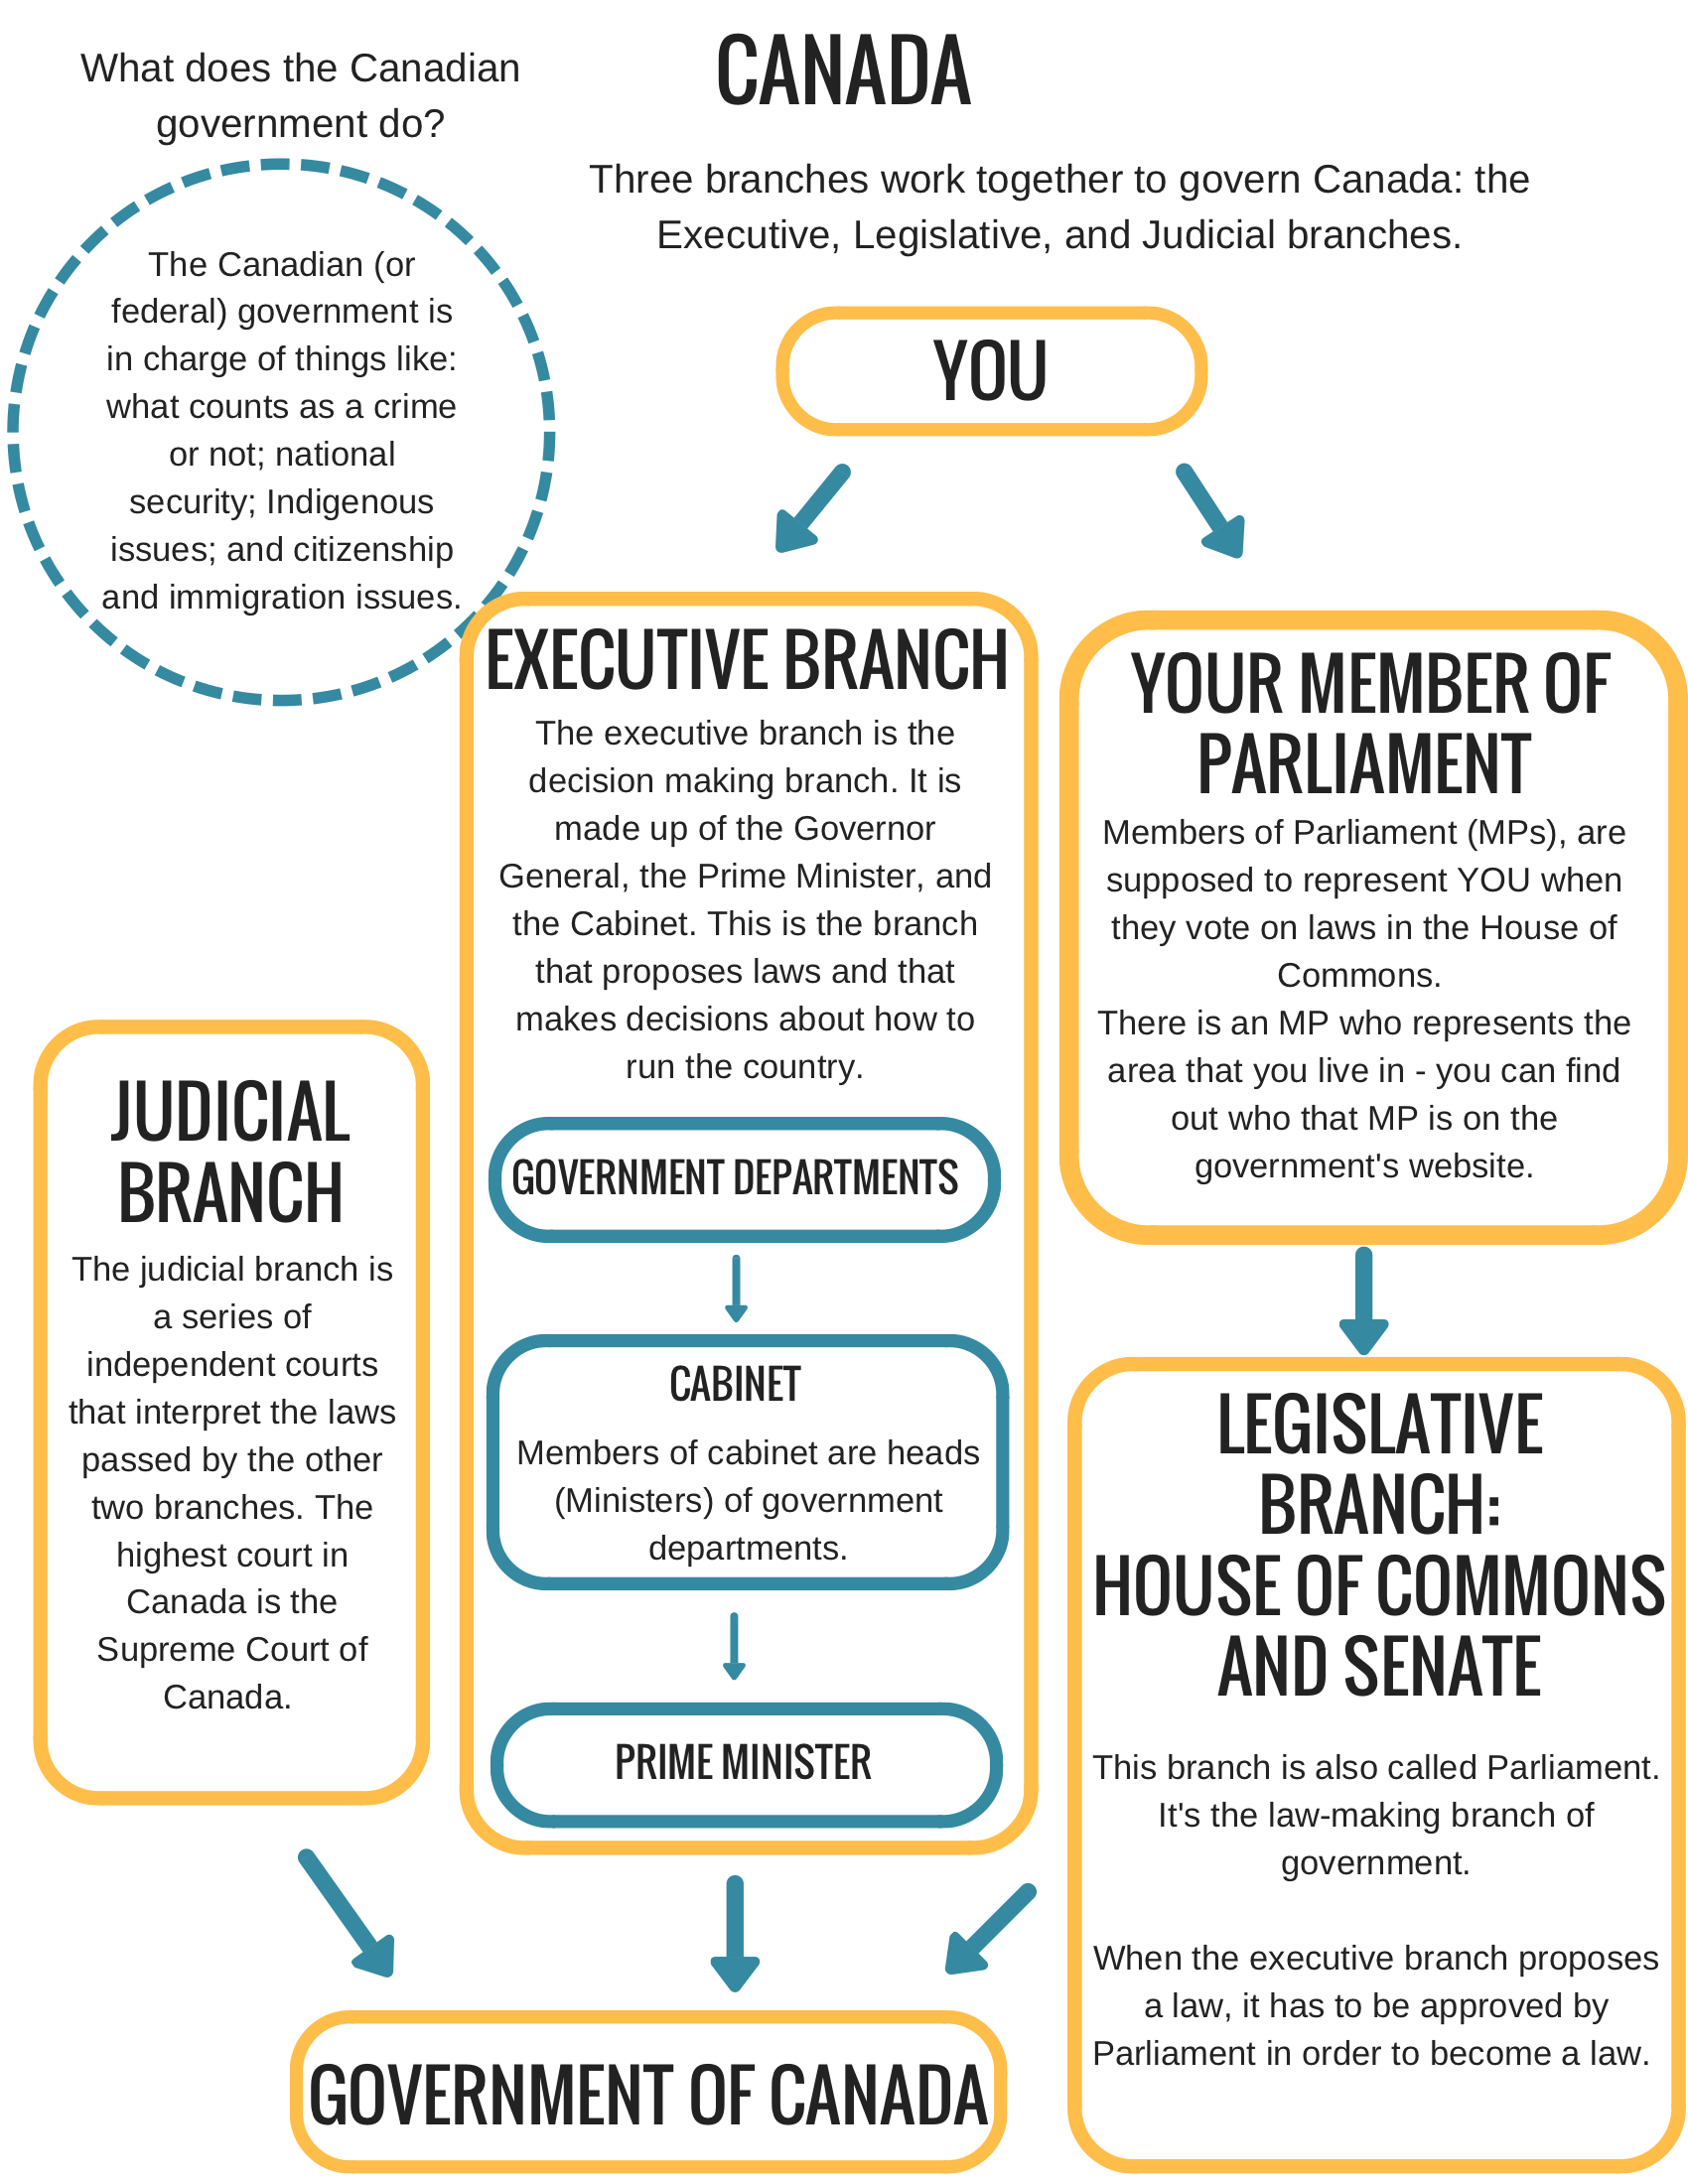 What does the Canadian
government do?
CANADA
Three branches work together to govern Canada: the
Executive, Legislative, and Judicial branches.
The Canadian (or
federal) government is
in charge of things like:
what counts as a crime
or not; national
security; Indigenous
issues; and citizenship
and immigration issues.
YOU
EXECUTIVE BRANCH
The executive branch is the
decision making branch. It is
made up of the Governor
General, the Prime Minister, and
the Cabinet. This is the branch
that proposes laws and that
makes decisions about how to
run the country.
GOVERNMENT DEPARTMENTS
CABINET
Members of cabinet are heads
(Ministers) of government
departments.
PRIME MINISTER
YOUR MEMBER OF
PARLIAMENT
Members of Parliament (MPs), are
supposed to represent YOU when
they vote on laws in the House of
Commons.
There is an MP who represents the
area that you live in - you can find
out who that MP is on the
government's website.
JUDICIAL
BRANCH
The judicial branch is
a series of
independent courts
that interpret the laws
passed by the other
two branches. The
highest court in
Canada is the
Supreme Court of
Canada.
LEGISLATIVE
BRANCH:
HOUSE OF COMMONS
AND SENATE
This branch is also called Parliament.
It's the law-making branch of
government.
When the executive branch proposes
a law, it has to be approved by
Parliament in order to become a law.
GOVERNMENT OF CANADA